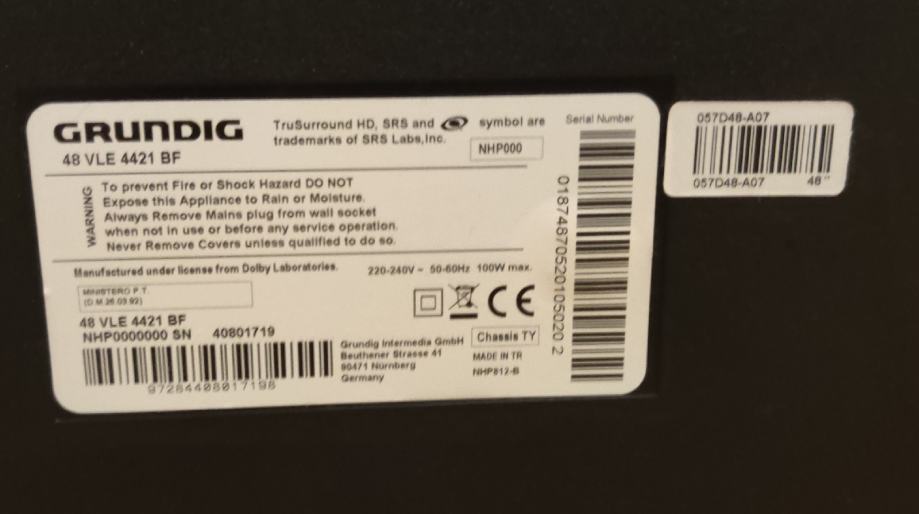 GRUNDIG
48 VLE 4421 BF
TruSurround HD, SRS and symbol are
trademarks of SRS Labs,Inc.
NHP000
WARNING
To prevent Fire or Shock Hazard DO NOT
Expose this Appliance to Rain or Moisture.
Always Remove Mains plug from wall socket
when not in use or before any service operation.
Never Remove Covers unless qualified to do so.
Manufactured under license from Dolby Laboratories.
220-240V ~ 50-60Hz 100W max.
MINISTERO P.T.
(D.M.26.03.92)
CE
48 VLE 4421 BF
NHP0000000 SN 40801719
97284408017198
Grundig Intermedia GmbH
Beuthener Strasse 41
90471 Nürnberg
Germany
Chassis TY
MADE IN TR
NHP812-B
Serial Number
01874870520105020 2
057D48-A07
057D48-A07 48"